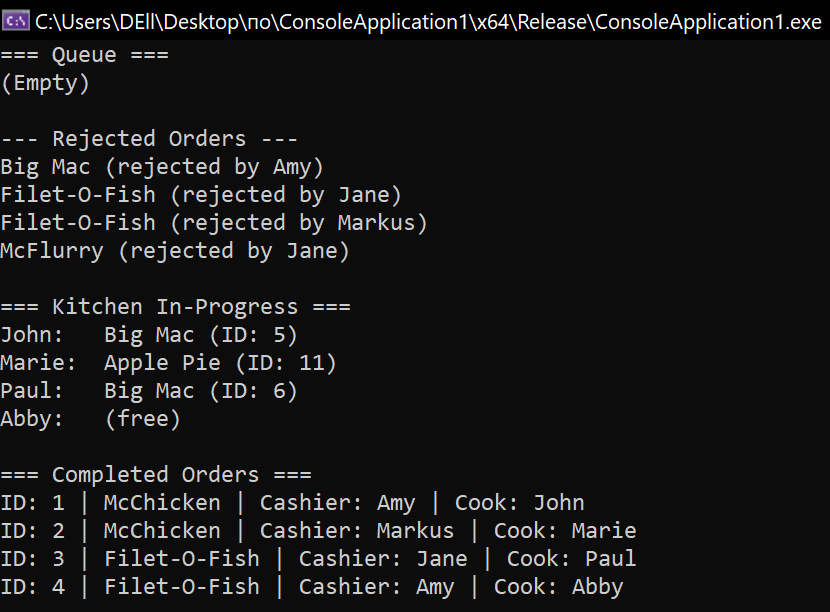 C:\Users\DEll\Desktop\по\ConsoleApplication1\x64\Release\ConsoleApplication1.exe
=== Queue ===
(Empty)
--- Rejected Orders ---
Big Mac (rejected by Amy)
Filet-O-Fish (rejected by Jane)
Filet-O-Fish (rejected by Markus)
McFlurry (rejected by Jane)
=== Kitchen In-Progress ===
John:   Big Mac (ID: 5)
Marie:  Apple Pie (ID: 11)
Paul:   Big Mac (ID: 6)
Abby:   (free)
=== Completed Orders ===
ID: 1 | McChicken | Cashier: Amy | Cook: John
ID: 2 | McChicken | Cashier: Markus | Cook: Marie
ID: 3 | Filet-O-Fish | Cashier: Jane | Cook: Paul
ID: 4 | Filet-O-Fish | Cashier: Amy | Cook: Abby